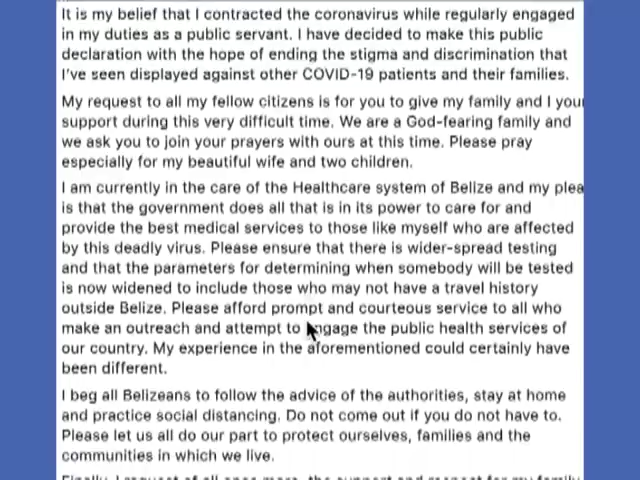 It is my belief that I contracted the coronavirus while regularly engaged
in my duties as a public servant. I have decided to make this public
declaration with the hope of ending the stigma and discrimination that
I've seen displayed against other COVID-19 patients and their families.
My request to all my fellow citizens is for you to give my family and I your
support during this very difficult time. We are a God-fearing family and
we ask you to join your prayers with ours at this time. Please pray
especially for my beautiful wife and two children.
I am currently in the care of the Healthcare system of Belize and my plea
is that the government does all that is in its power to care for and
provide the best medical services to those like myself who are affected
by this deadly virus. Please ensure that there is wider-spread testing
and that the parameters for determining when somebody will be tested
is now widened to include those who may not have a travel history
outside Belize. Please afford prompt and courteous service to all who
make an outreach and attempt to engage the public health services of
our country. My experience in the aforementioned could certainly have
been different.
I beg all Belizeans to follow the advice of the authorities, stay at home
and practice social distancing. Do not come out if you do not have to.
Please let us all do our part to protect ourselves, families and the
communities in which we live.